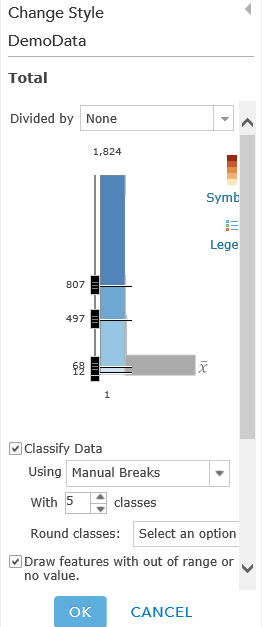 Change Style
DemoData
Total
Divided by None
1,824
Symb
Lege
807
497
68
12
x̄
1
Classify Data
Using Manual Breaks
With 5 classes
Round classes: Select an option
Draw features with out of range or
no value.
OK CANCEL